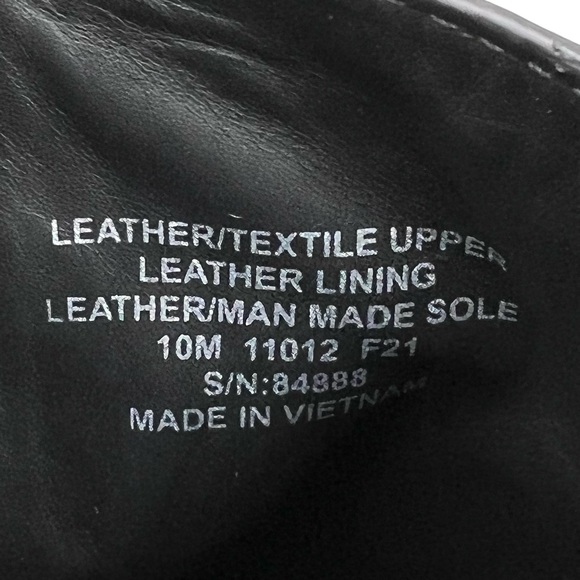 LEATHER/TEXTILE UPPER
LEATHER LINING
LEATHER/MAN MADE SOLE
10M 11012 F21
S/N:84888
MADE IN VIETNAM